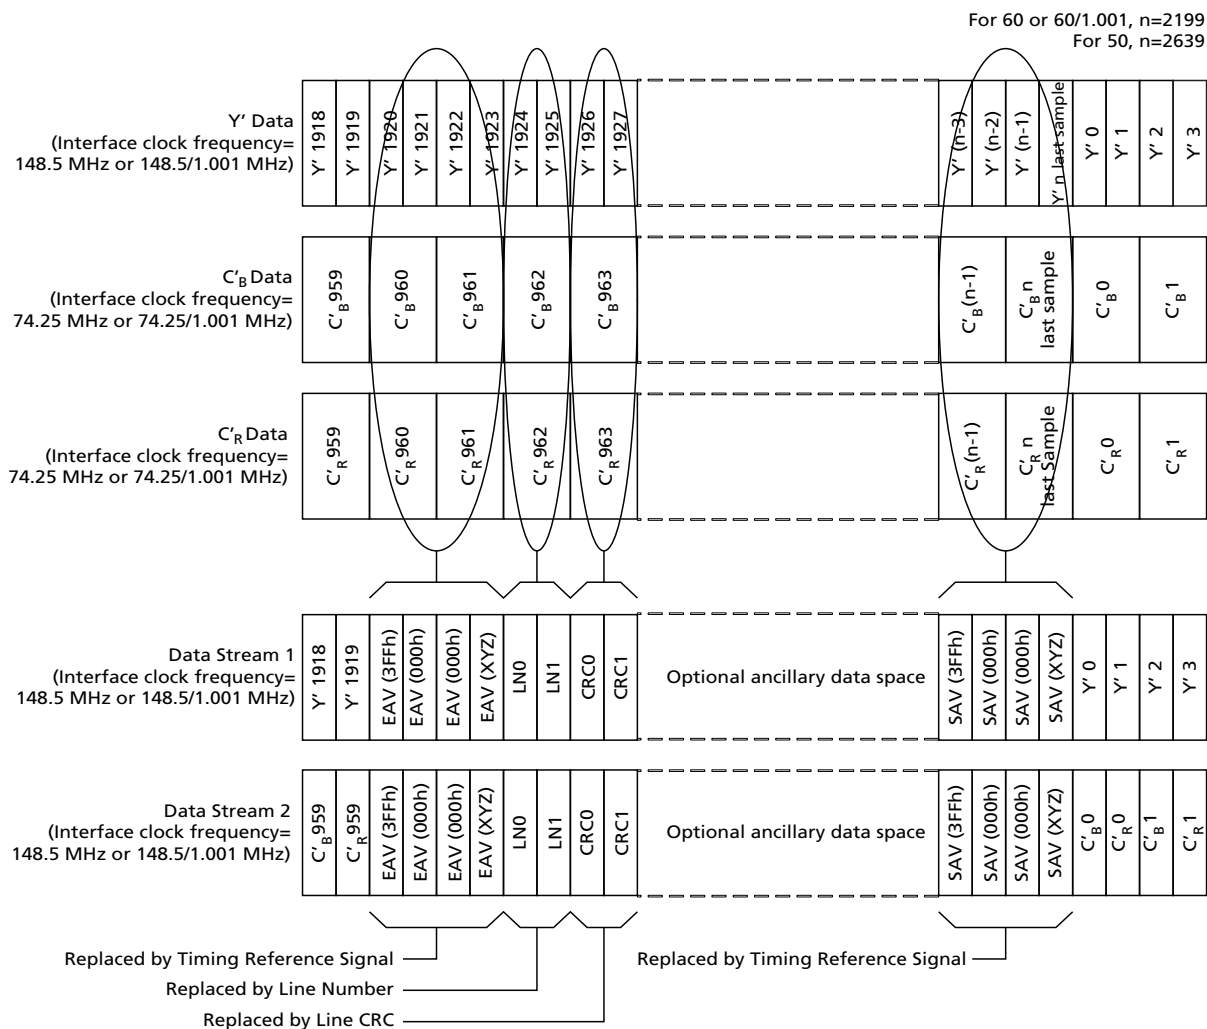 For 60 or 60/1.001, n=2199
For 50, n=2639
Y' Data
(Interface clock frequency=
148.5 MHz or 148.5/1.001 MHz)
Y' 1918
Y' 1919
Y' 1920
Y' 1921
Y' 1922
Y' 1923
Y' 1924
Y' 1925
Y' 1926
Y' 1927
Y' (n-3)
Y' (n-2)
Y' (n-1)
Y' n last sample
Y' 0
Y' 1
Y' 2
Y' 3
C'B Data
(Interface clock frequency=
74.25 MHz or 74.25/1.001 MHz)
C'B 959
C'B 960
C'B 961
C'B 962
C'B 963
C'B (n-1)
C'B n
last sample
C'B 0
C'B 1
C'R Data
(Interface clock frequency=
74.25 MHz or 74.25/1.001 MHz)
C'R 959
C'R 960
C'R 961
C'R 962
C'R 963
C'R (n-1)
C'R n
last Sample
C'R 0
C'R 1
Data Stream 1
(Interface clock frequency=
148.5 MHz or 148.5/1.001 MHz)
Y' 1918
Y' 1919
EAV (3FFh)
EAV (000h)
EAV (000h)
EAV (XYZ)
LN0
LN1
CRC0
CRC1
Optional ancillary data space
SAV (3FFh)
SAV (000h)
SAV (000h)
SAV (XYZ)
Y' 0
Y' 1
Y' 2
Y' 3
Data Stream 2
(Interface clock frequency=
148.5 MHz or 148.5/1.001 MHz)
C'B 959
C'R 959
EAV (3FFh)
EAV (000h)
EAV (000h)
EAV (XYZ)
LN0
LN1
CRC0
CRC1
Optional ancillary data space
SAV (3FFh)
SAV (000h)
SAV (000h)
SAV (XYZ)
C'B 0
C'R 0
C'B 1
C'R 1
Replaced by Timing Reference Signal
Replaced by Timing Reference Signal
Replaced by Line Number
Replaced by Line CRC